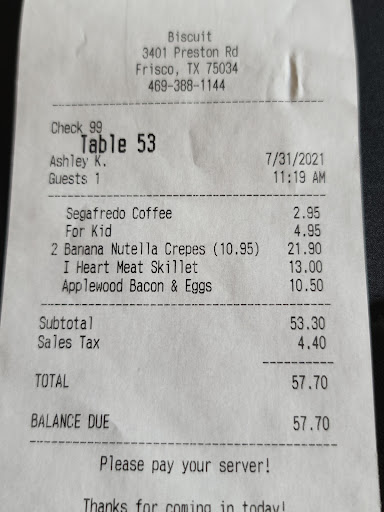 Biscuit
3401 Preston Rd
Frisco, TX 75034
469-388-1144
Check 99
Table 53
Ashley K. 7/31/2021
Guests 1 11:19 AM
Segafredo Coffee 2.95
For Kid 4.95
2 Banana Nutella Crepes (10.95) 21.90
I Heart Meat Skillet 13.00
Applewood Bacon & Eggs 10.50
Subtotal 53.30
Sales Tax 4.40
TOTAL 57.70
BALANCE DUE 57.70
Please pay your server!
Thanks for coming in today!